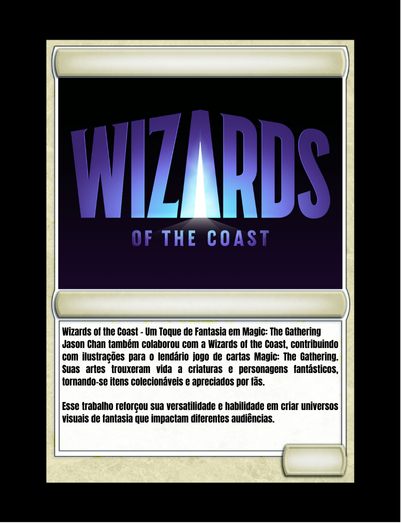 WIZARDS
OF THE COAST
Wizards of the Coast - Um Toque de Fantasia em Magic: The Gathering
Jason Chan também colaborou com a Wizards of the Coast, contribuindo
com ilustrações para o lendário jogo de cartas Magic: The Gathering.
Suas artes trouxeram vida a criaturas e personagens fantásticos,
tornando-se itens colecionáveis e apreciados por fãs.
Esse trabalho reforçou sua versatilidade e habilidade em criar universos
visuais de fantasia que impactam diferentes audiências.